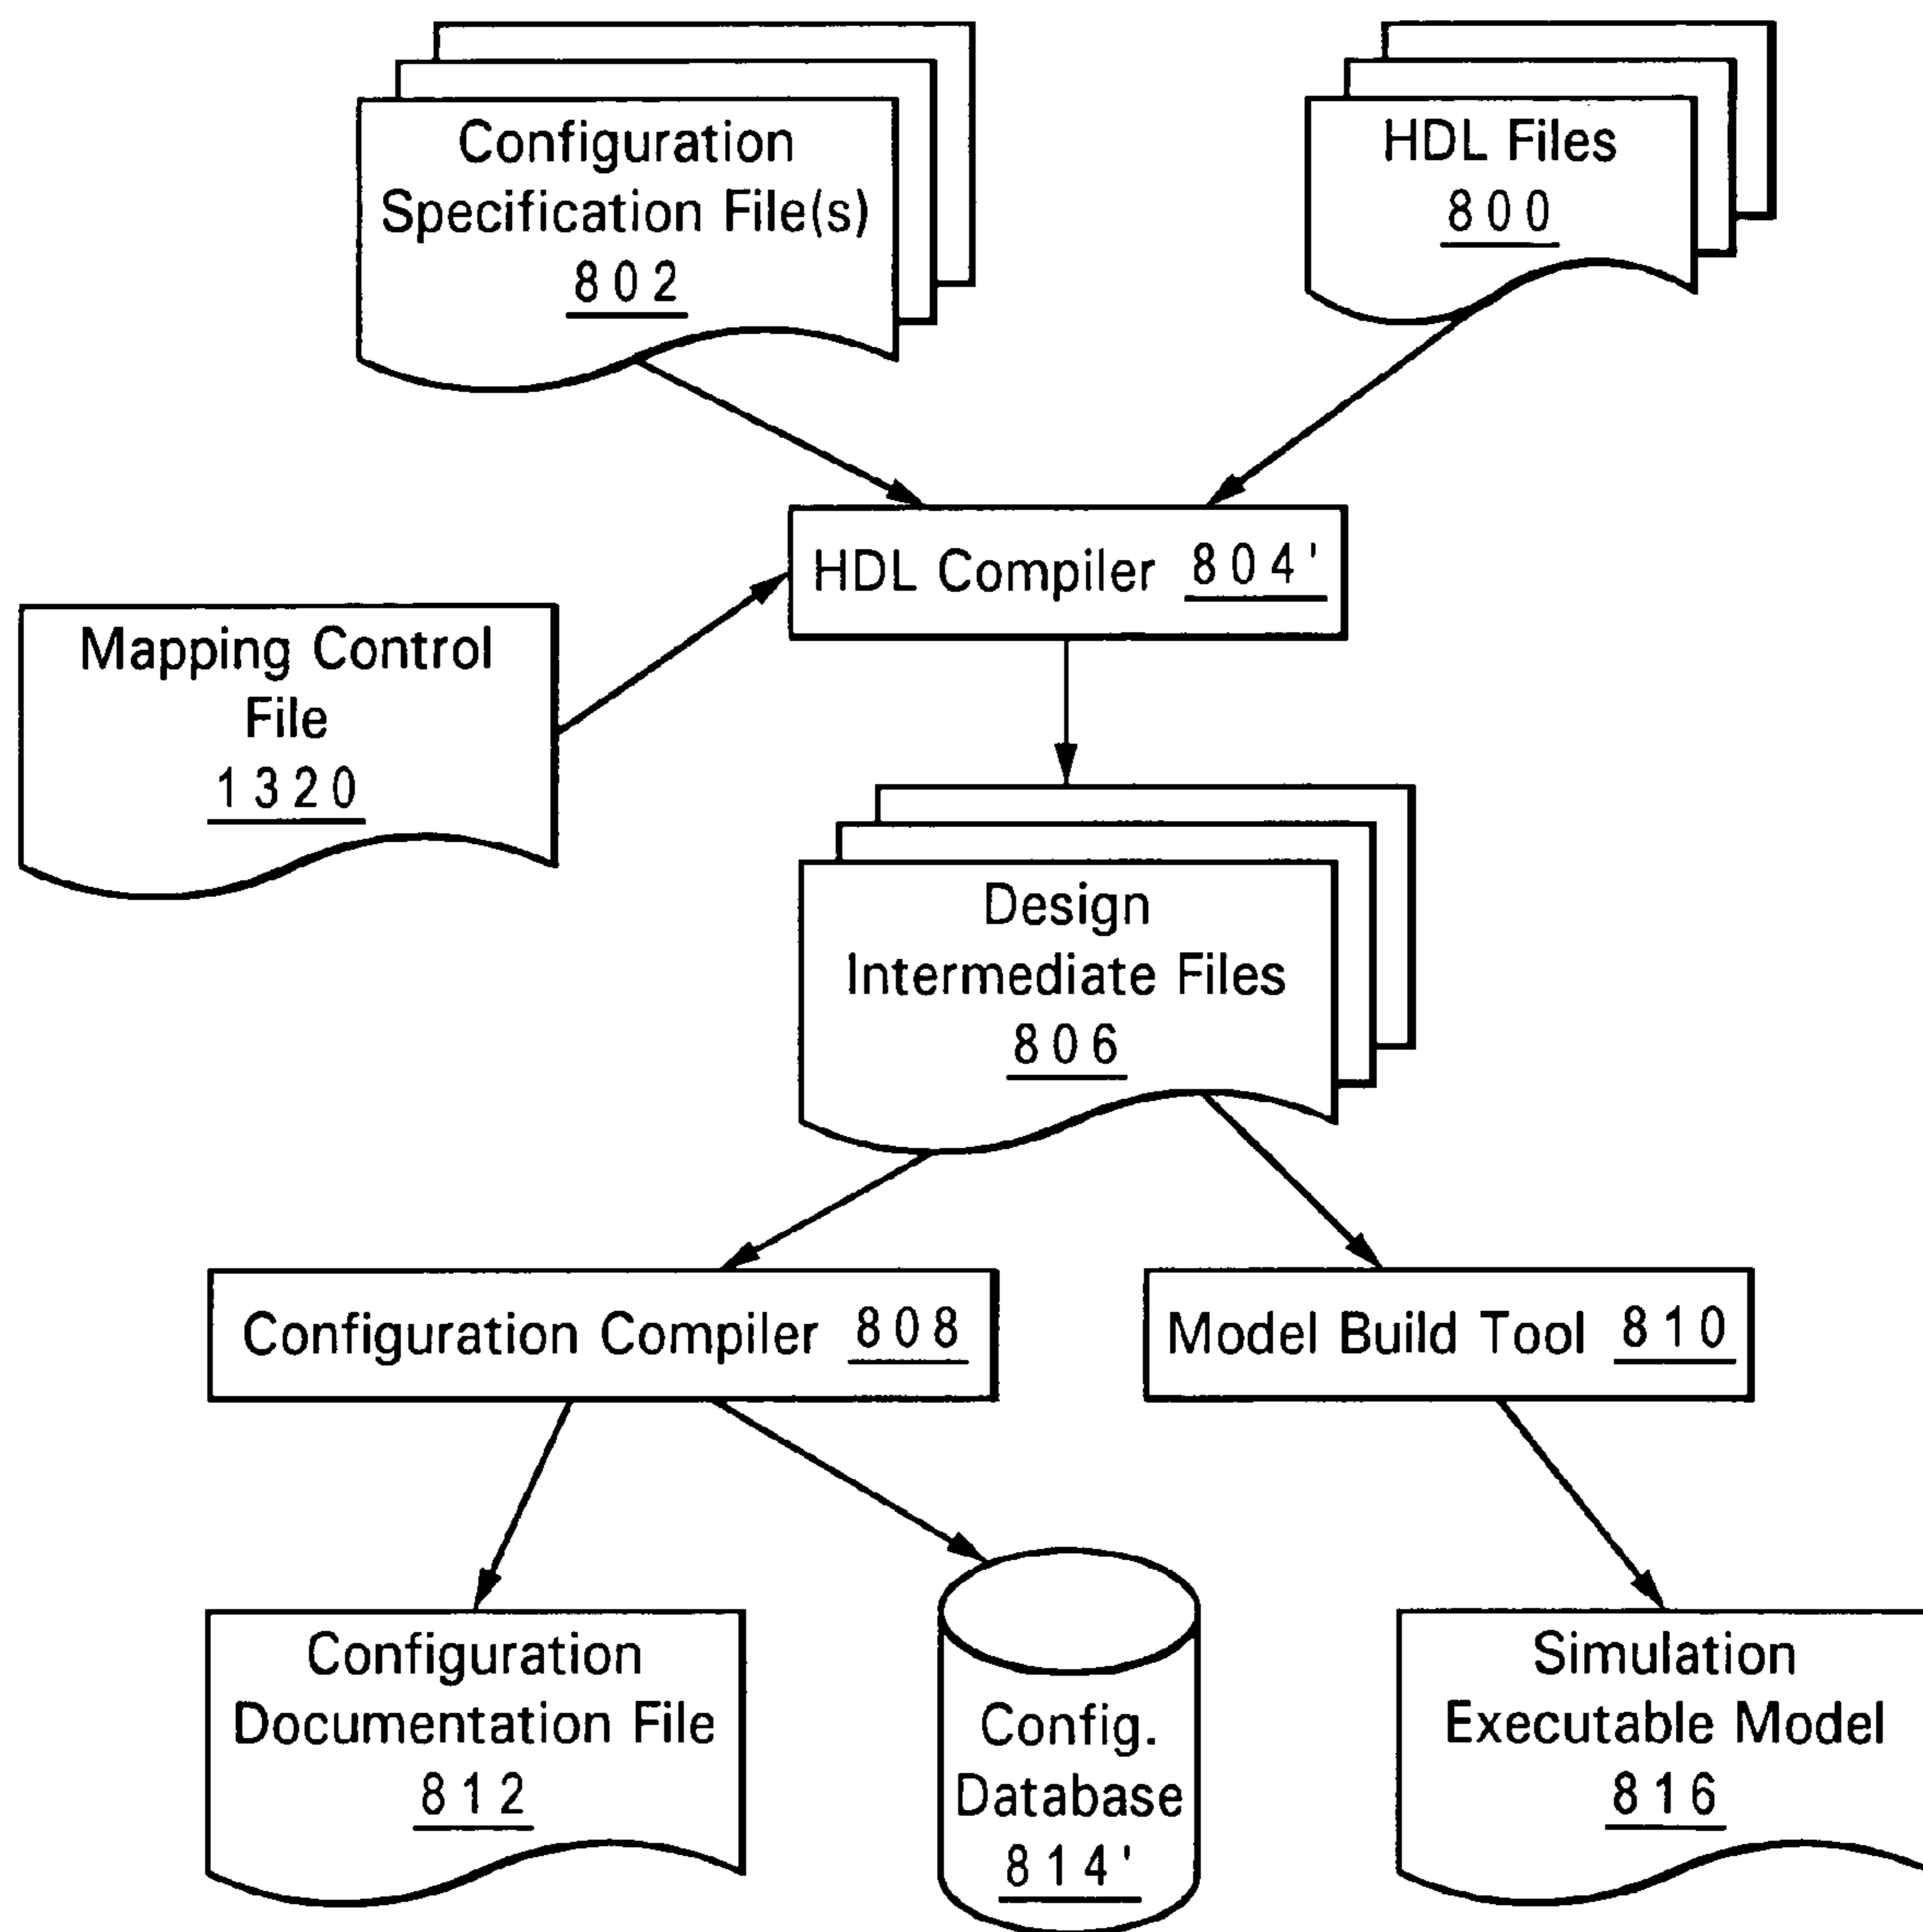 Configuration
Specification File(s)
802
HDL Files
800
HDL Compiler 804'
Mapping Control
File
1320
Design
Intermediate Files
806
Configuration Compiler 808
Model Build Tool 810
Configuration
Documentation File
812
Config.
Database
814'
Simulation
Executable Model
816